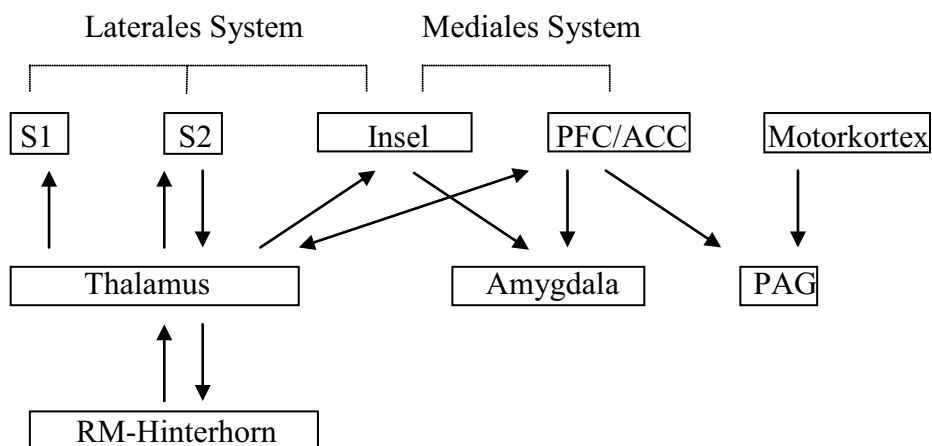 Laterales System Mediales System
S1 S2 Insel PFC/ACC Motorkortex
Thalamus Amygdala PAG
RM-Hinterhorn